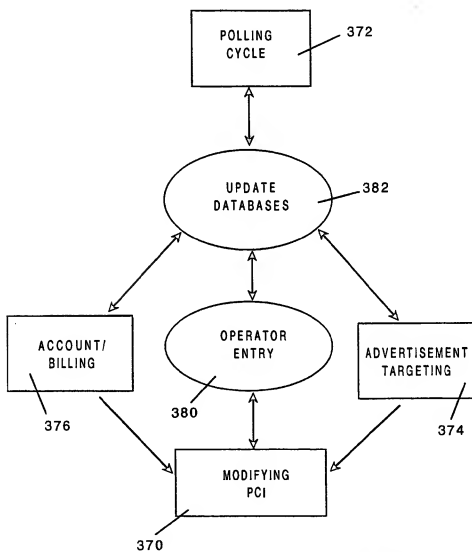 POLLING
CYCLE
372
UPDATE
DATABASES
382
ACCOUNT/
BILLING
376
OPERATOR
ENTRY
380
ADVERTISEMENT
TARGETING
374
MODIFYING
PCI
370